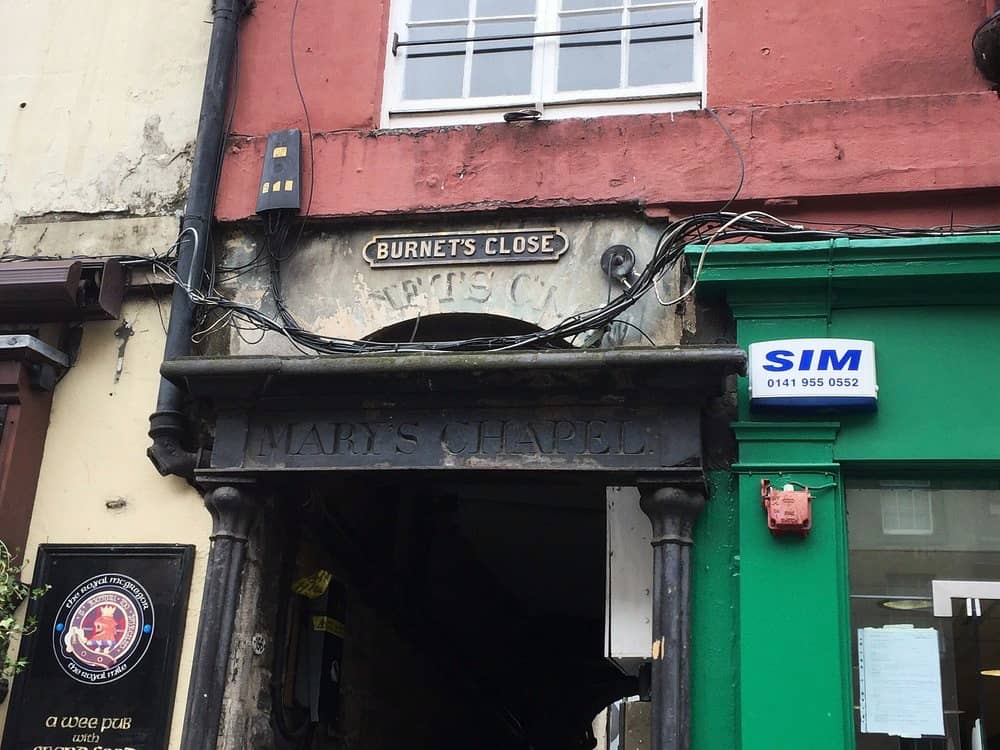 BURNET'S CLOSE
SIM
0141 955 0552
MARY'S CHAPEL.
the royal mcgregor
the royal mile
a wee pub
with